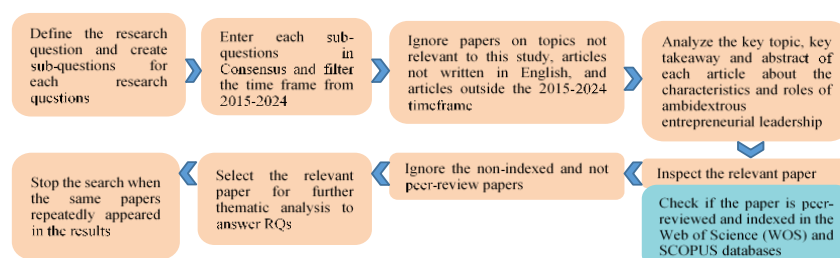 Define the research
question and create
sub-questions for
each research
questions
Enter each sub-
questions in
Consensus and filter
the time frame from
2015-2024
Ignore papers on topics not
relevant to this study, articles
not written in English, and
articles outside the 2015-2024
timeframe
Analyze the key topic, key
takeaway and abstract of
each article about the
characteristics and roles of
ambidextrous
entrepreneurial leadership
Inspect the relevant paper
Check if the paper is peer-
reviewed and indexed in the
Web of Science (WOS) and
SCOPUS databases
Ignore the non-indexed and not
peer-review papers
Select the relevant
paper for further
thematic analysis to
answer RQs
Stop the search when
the same papers
repeatedly appeared
in the results